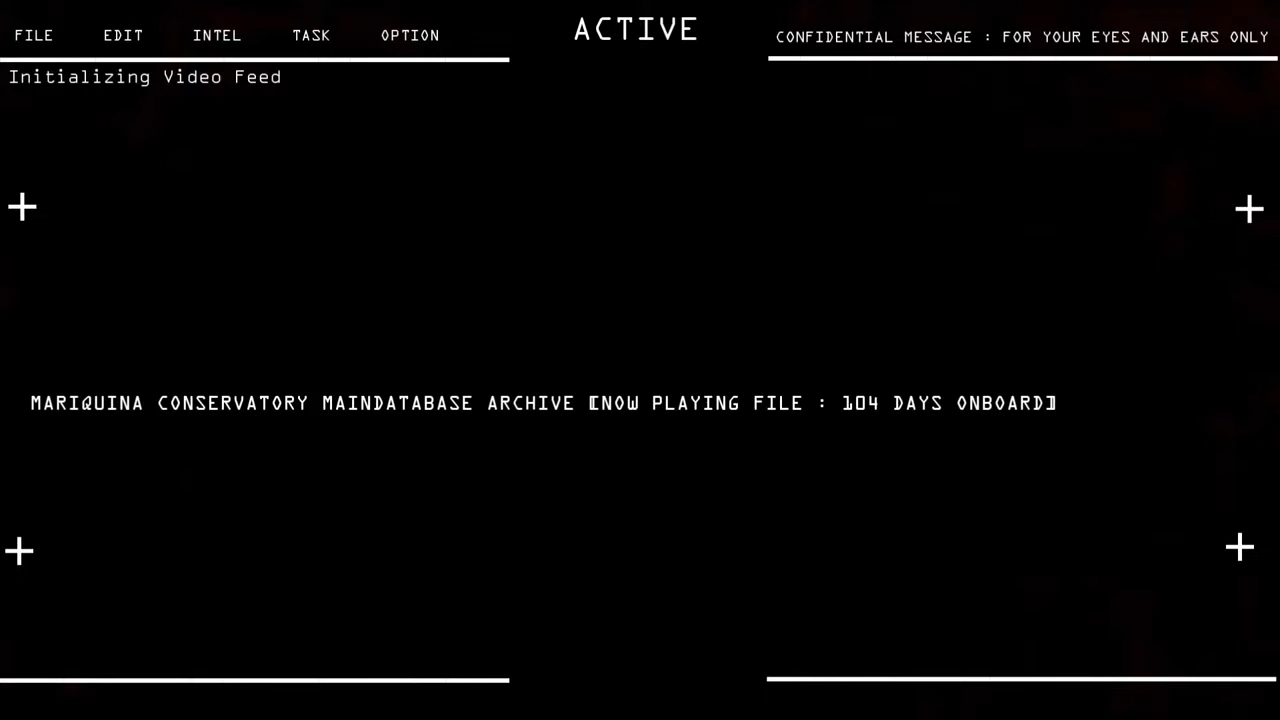 FILE EDIT INTEL TASK OPTION
ACTIVE
CONFIDENTIAL MESSAGE : FOR YOUR EYES AND EARS ONLY
Initializing Video Feed
MARIQUINA CONSERVATORY MAINDATABASE ARCHIVE [NOW PLAYING FILE : 104 DAYS ONBOARD]